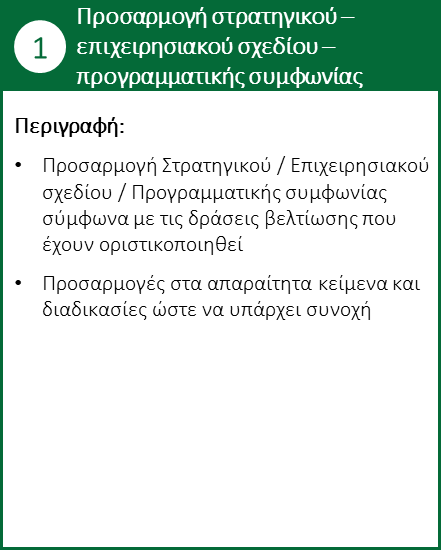 1
Προσαρμογή στρατηγικού –
επιχειρησιακού σχεδίου –
προγραμματικής συμφωνίας
Περιγραφή:
• Προσαρμογή Στρατηγικού / Επιχειρησιακού
σχεδίου / Προγραμματικής συμφωνίας
σύμφωνα με τις δράσεις βελτίωσης που
έχουν οριστικοποιηθεί
• Προσαρμογές στα απαραίτητα κείμενα και
διαδικασίες ώστε να υπάρχει συνοχή